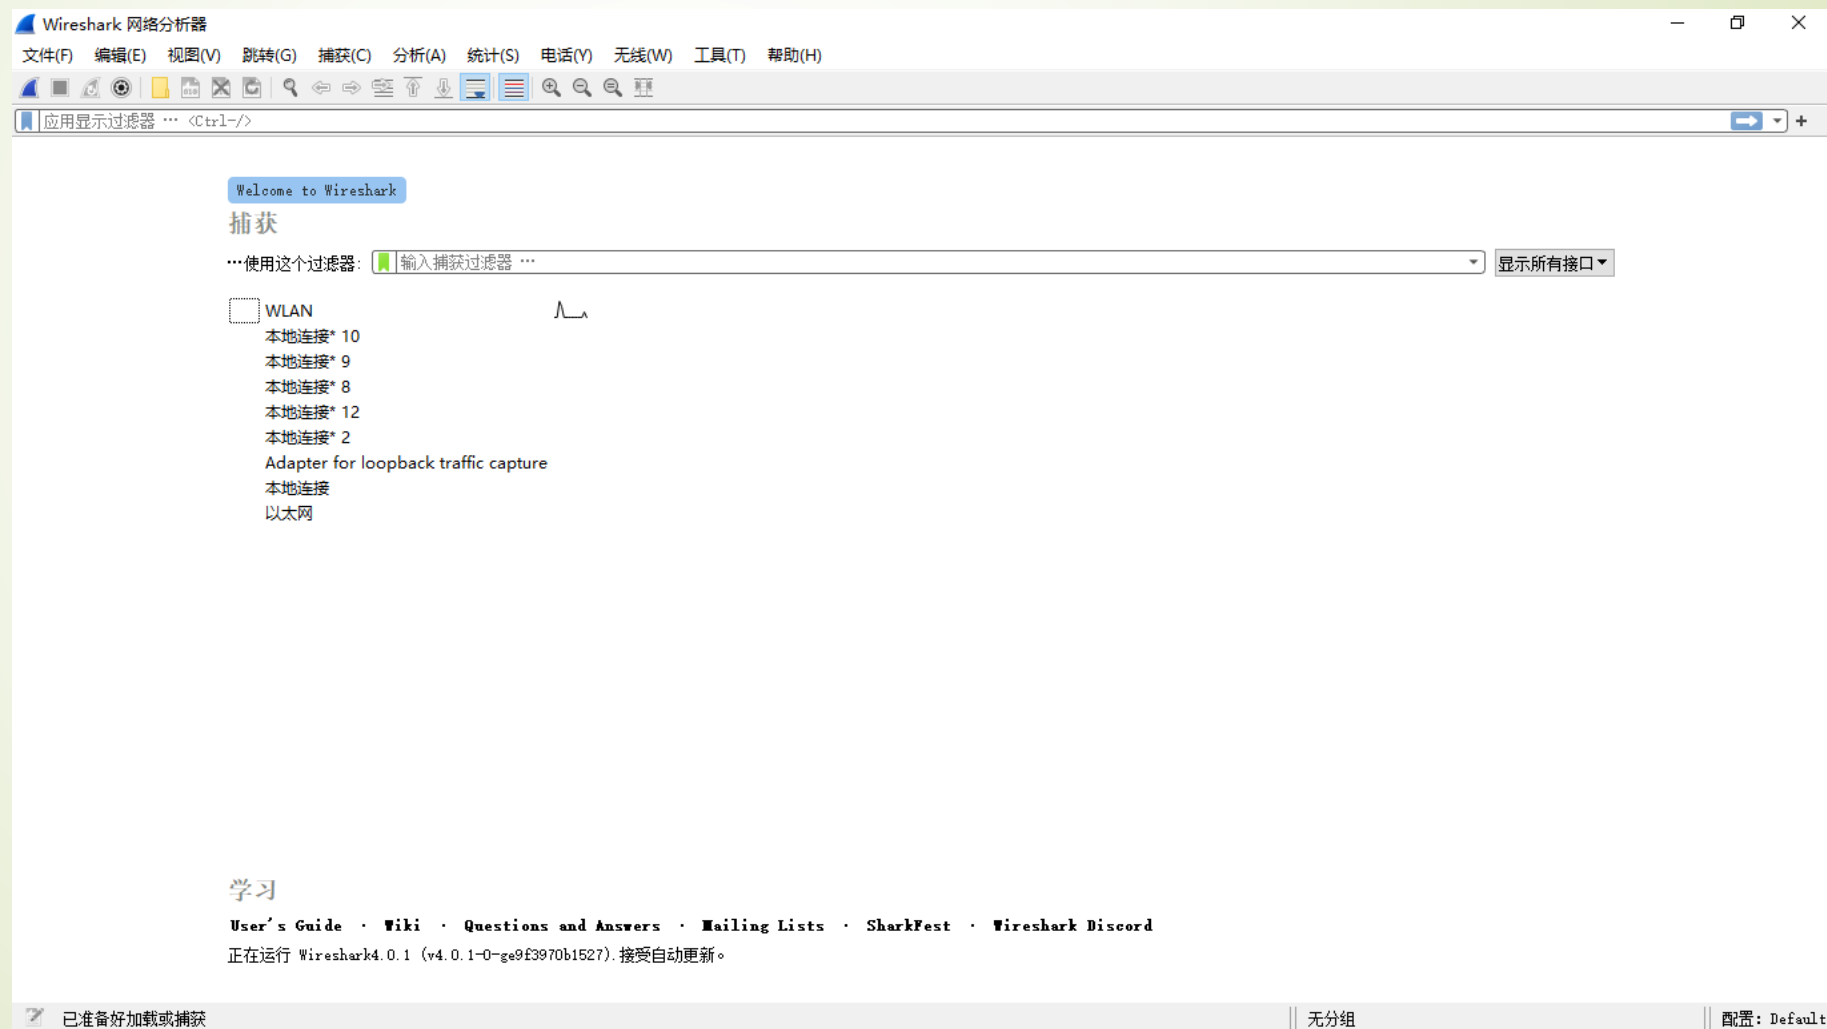 Wireshark 网络分析器
文件(F) 编辑(E) 视图(V) 跳转(G) 捕获(C) 分析(A) 统计(S) 电话(Y) 无线(W) 工具(T) 帮助(H)
应用显示过滤器 … <Ctrl-/>
Welcome to Wireshark
捕获
…使用这个过滤器: 输入捕获过滤器 … 显示所有接口
WLAN
本地连接* 10
本地连接* 9
本地连接* 8
本地连接* 12
本地连接* 2
Adapter for loopback traffic capture
本地连接
以太网
学习
User's Guide · Wiki · Questions and Answers · Mailing Lists · SharkFest · Wireshark Discord
正在运行 Wireshark4.0.1 (v4.0.1-0-ge9f3970b1527).接受自动更新。
已准备好加载或捕获 无分组 配置: Default